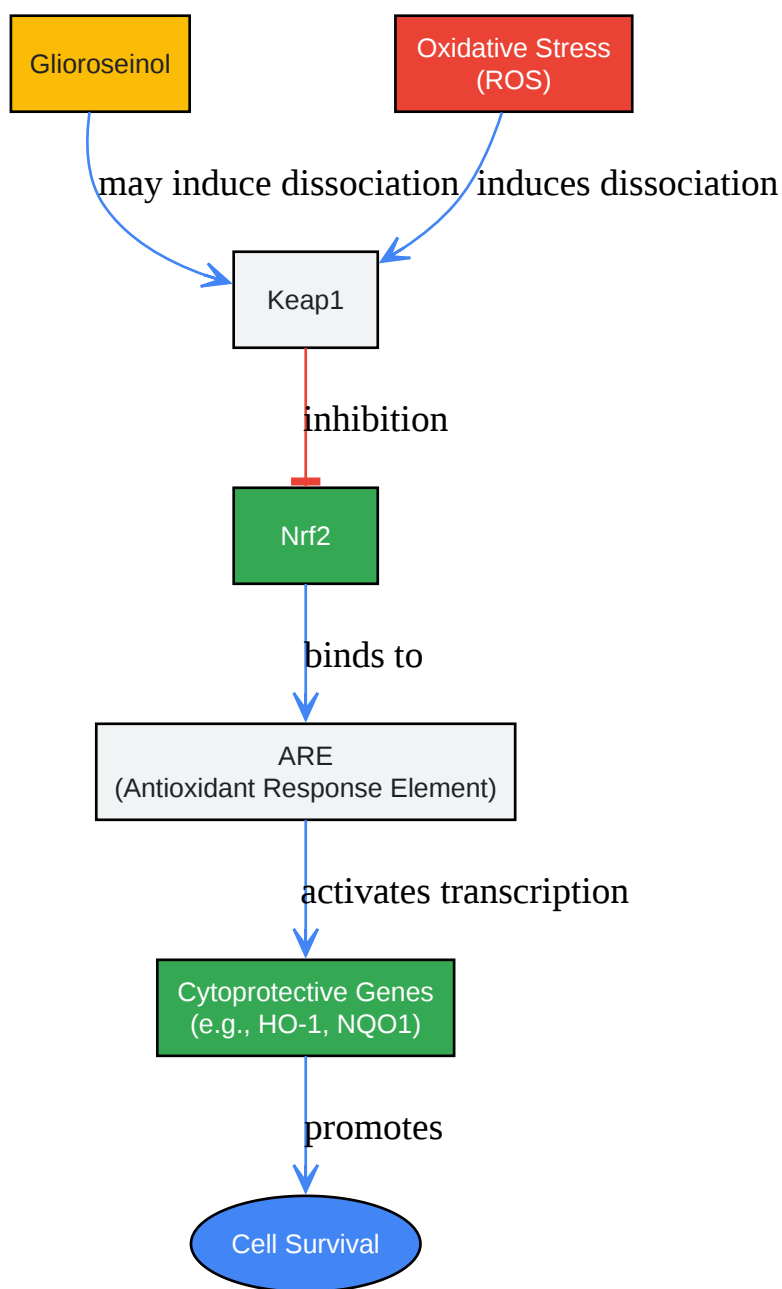 Glioroseinol
Oxidative Stress
(ROS)
may induce dissociation
induces dissociation
Keap1
inhibition
Nrf2
binds to
ARE
(Antioxidant Response Element)
activates transcription
Cytoprotective Genes
(e.g., HO-1, NQO1)
promotes
Cell Survival